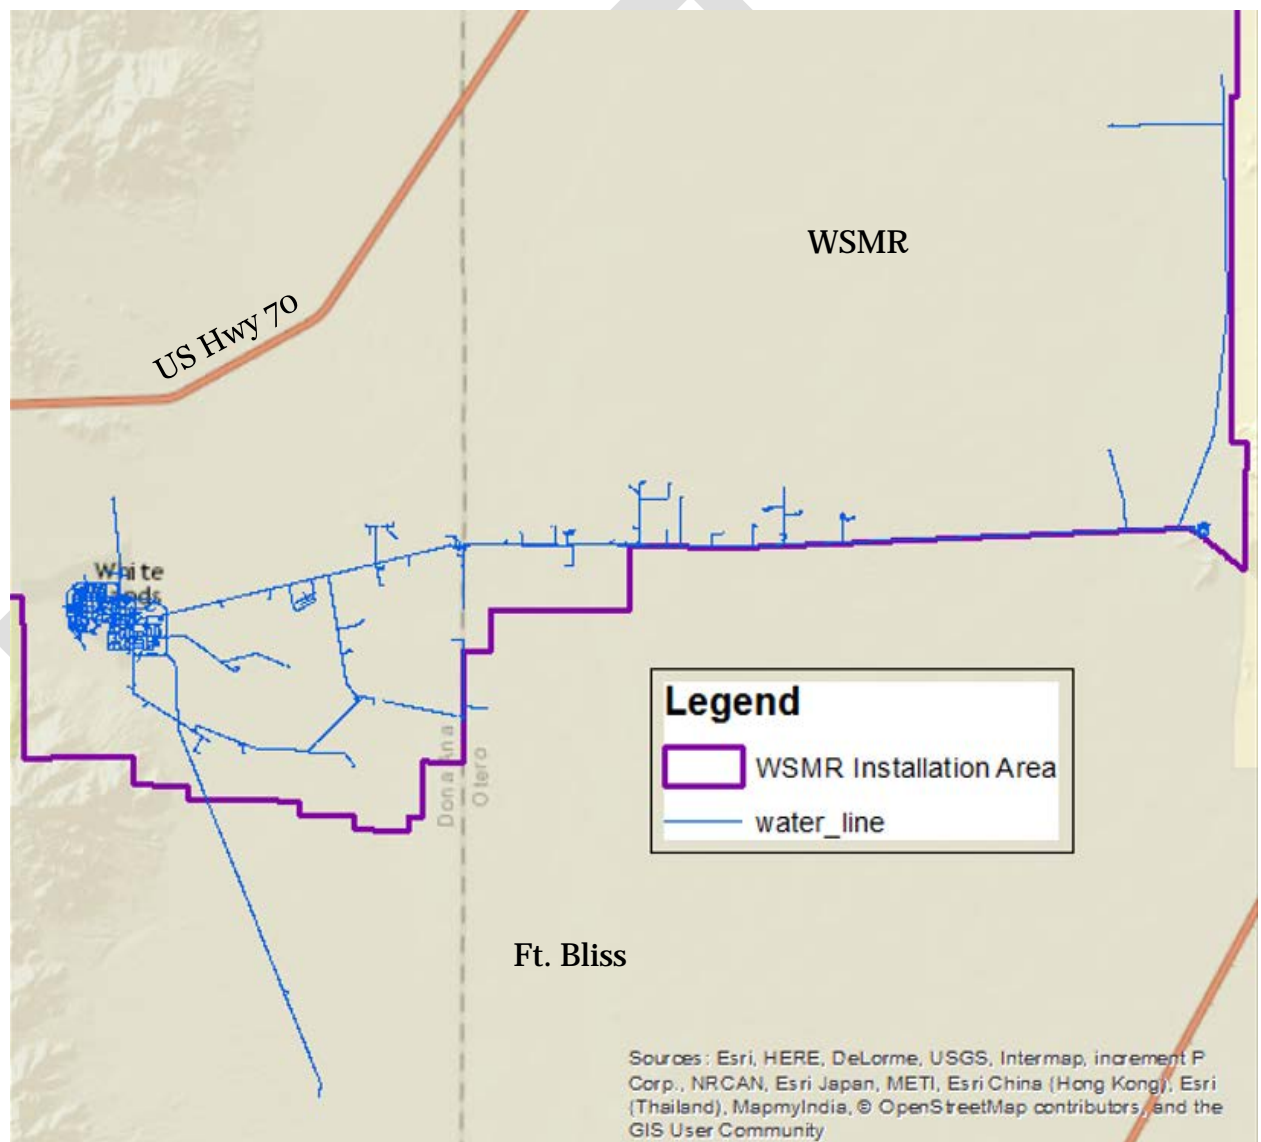 WSMR
US Hwy 70
White
Dona Ana
Otero
Legend
WSMR Installation Area
water_line
Ft. Bliss
Sources: Esri, HERE, DeLorme, USGS, Intermap, increment P
Corp., NRCAN, Esri Japan, METI, Esri China (Hong Kong), Esri
(Thailand), MapmyIndia, © OpenStreetMap contributors, and the
GIS User Community